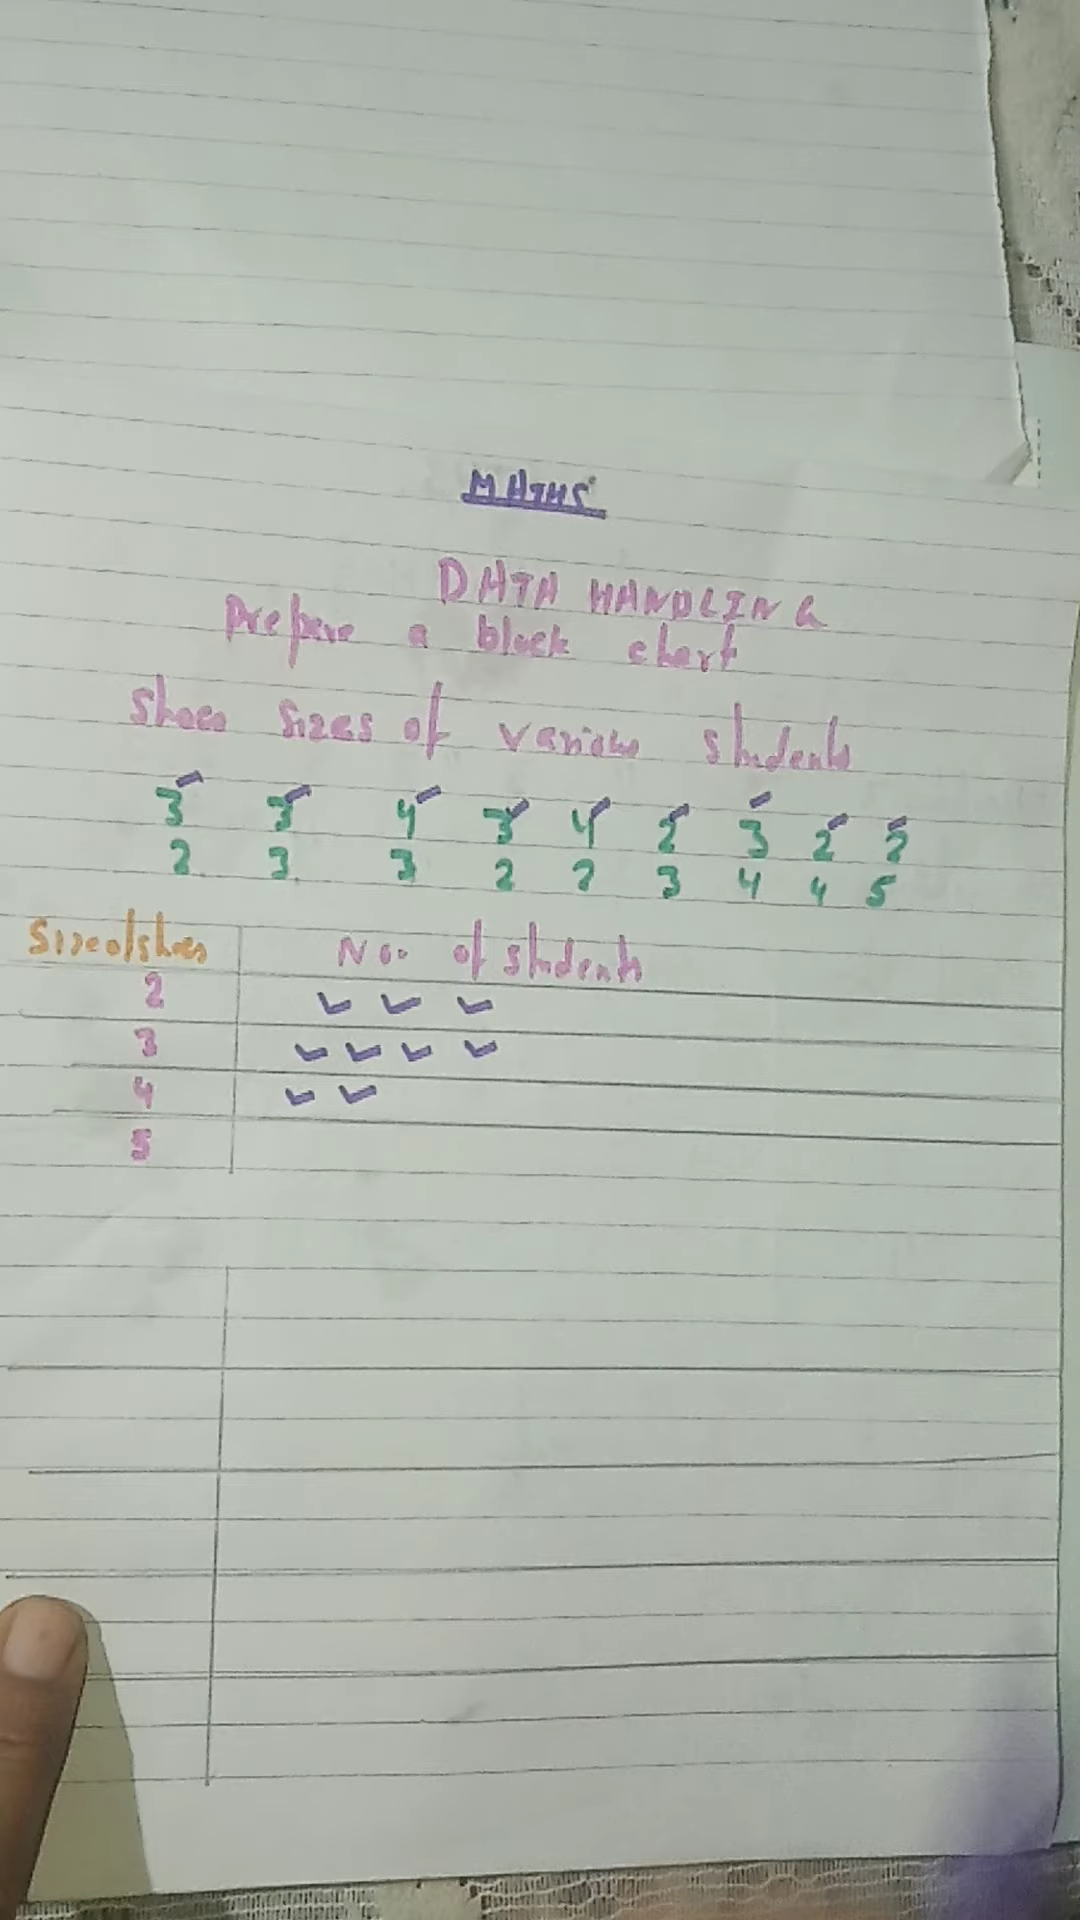 MATHS
DATA HANDLING
Prepare a block chart
Shoes sizes of various students
3 3 4 3 4 2 3 2 2
2 3 3 2 2 3 4 4 5
Size of shoes No. of students
2 ✓ ✓ ✓
3 ✓ ✓ ✓ ✓
4 ✓ ✓
5